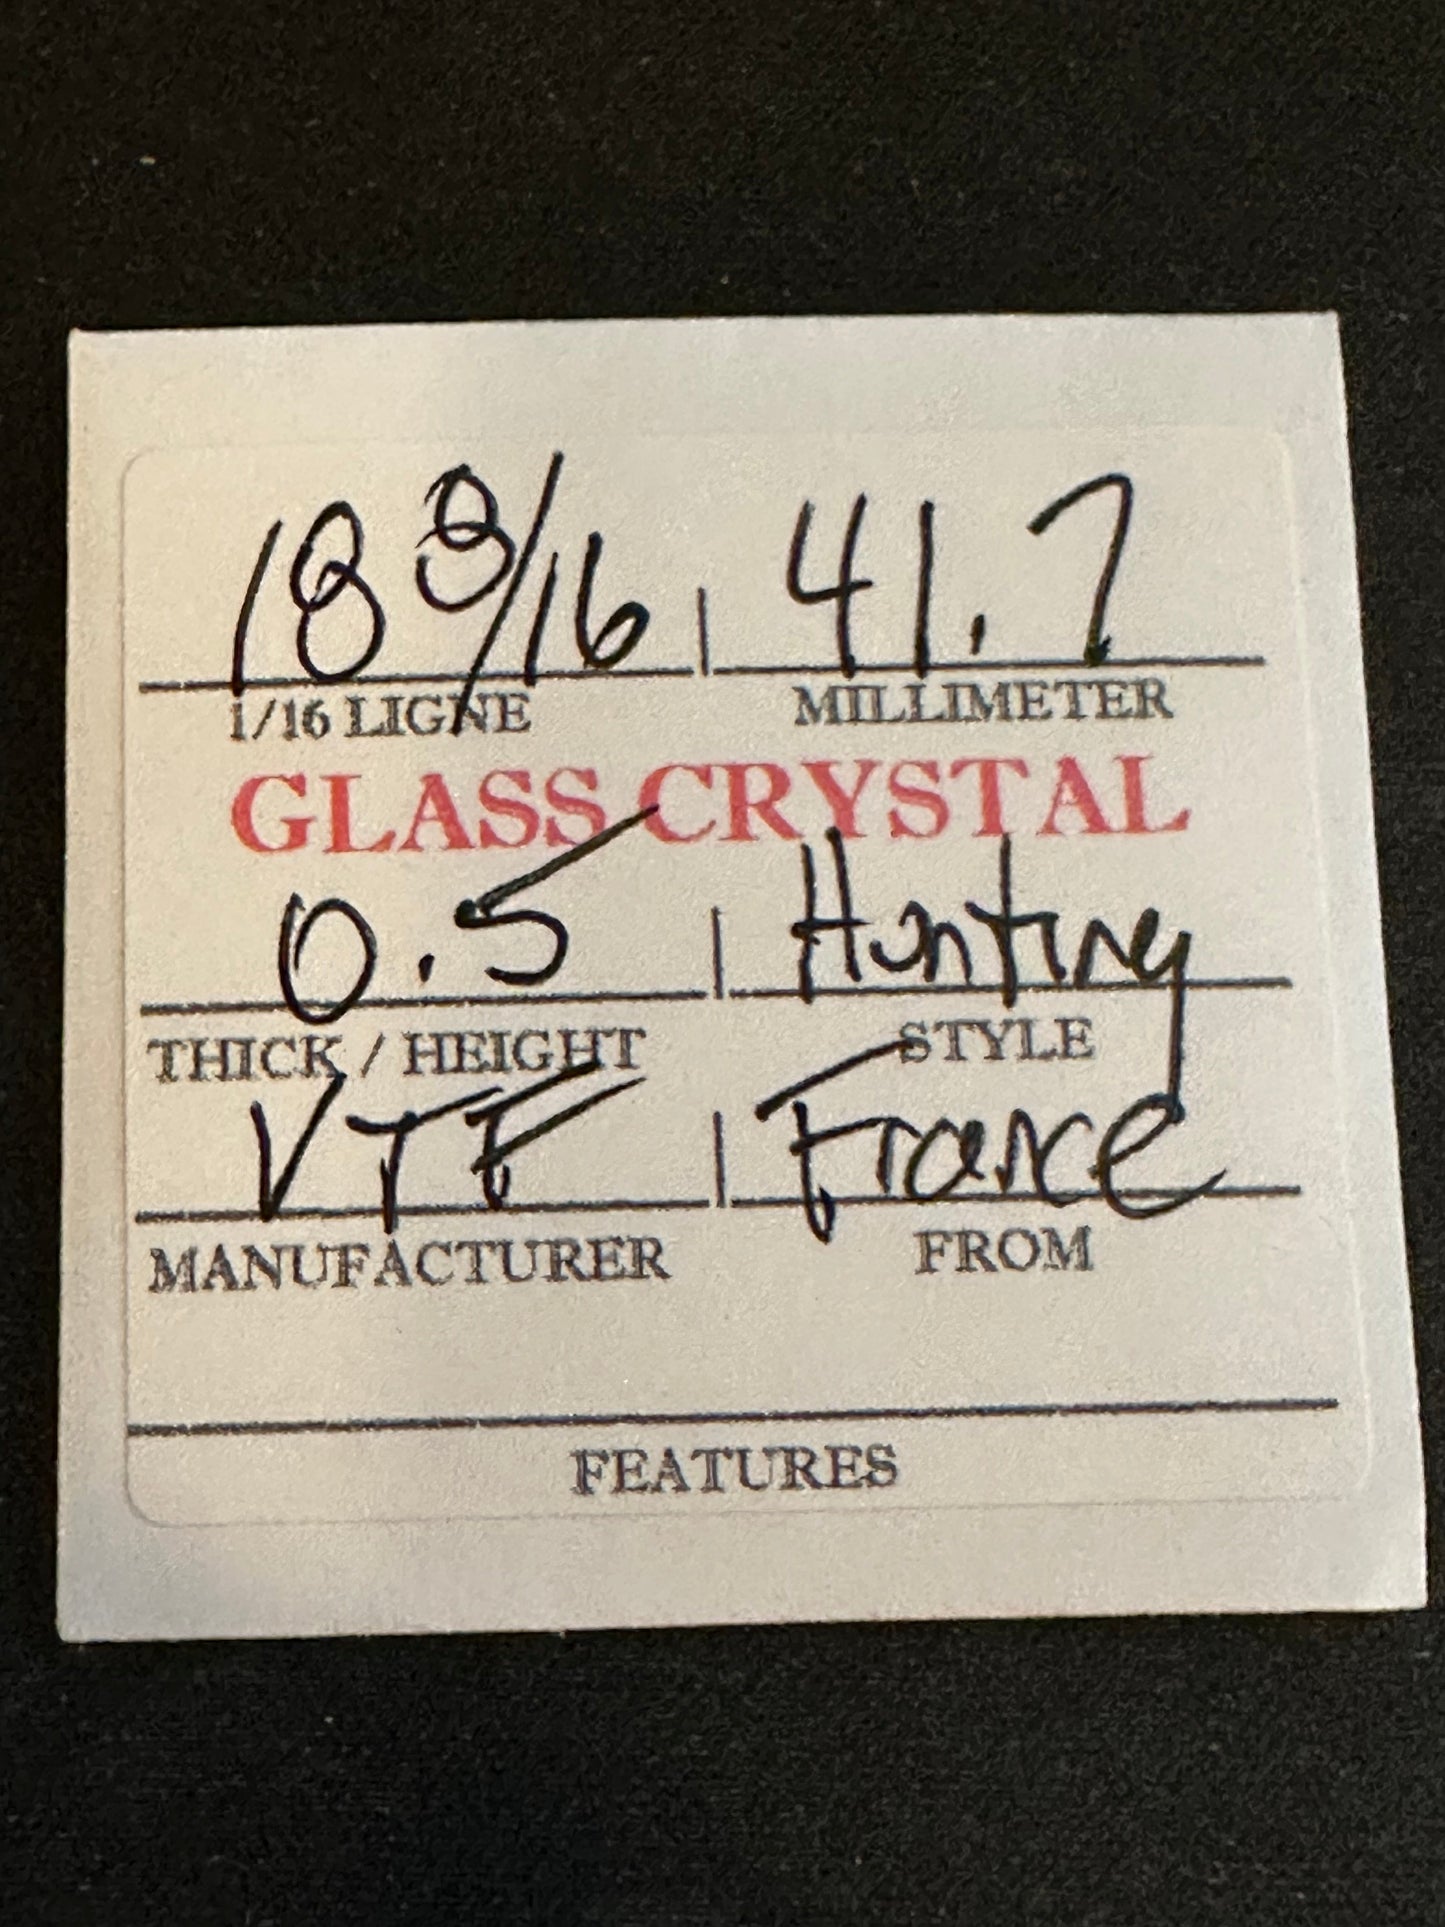 18 8/16 41.7
1/16 LIGNE MILLIMETER
GLASS CRYSTAL
0.5 Hunting
THICK / HEIGHT STYLE
VTF France
MANUFACTURER FROM
FEATURES